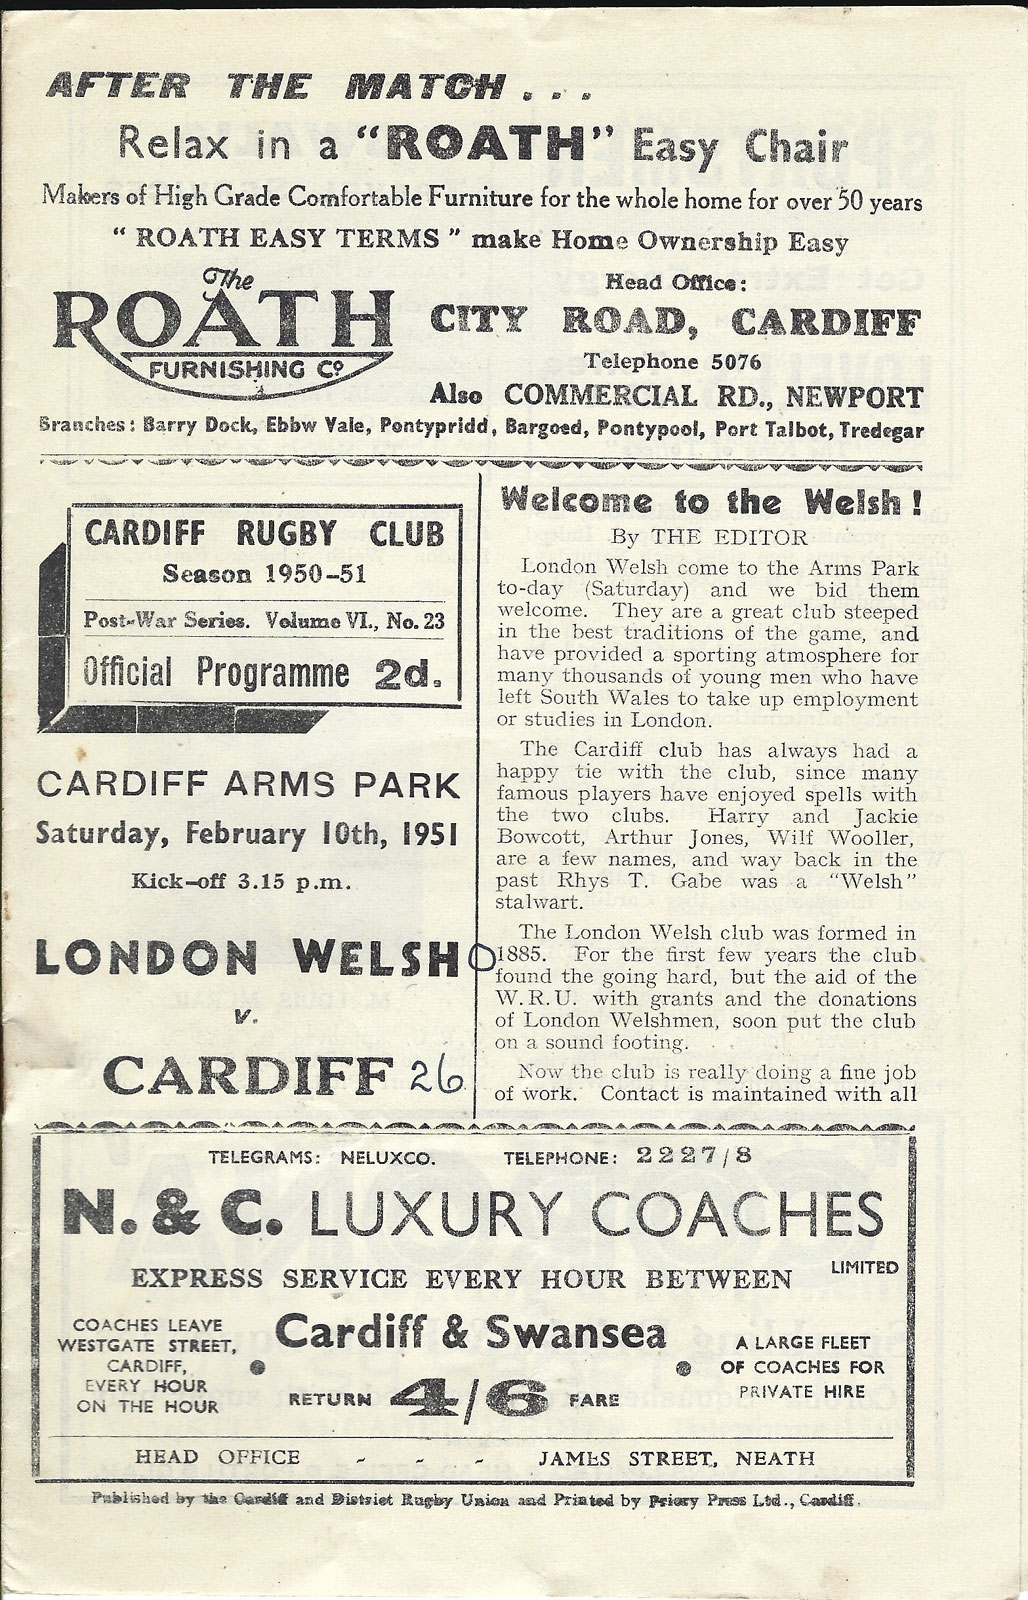 AFTER THE MATCH . . .
Relax in a "ROATH" Easy Chair
Makers of High Grade Comfortable Furniture for the whole home for over 50 years
" ROATH EASY TERMS " make Home Ownership Easy
The
ROATH
FURNISHING Cº
Head Office:
CITY ROAD, CARDIFF
Telephone 5076
Also COMMERCIAL RD., NEWPORT
Branches: Barry Dock, Ebbw Vale, Pontypridd, Bargoed, Pontypool, Port Talbot, Tredegar
CARDIFF RUGBY CLUB
Season 1950-51
Post-War Series. Volume VI., No. 23
Official Programme 2d.
CARDIFF ARMS PARK
Saturday, February 10th, 1951
Kick-off 3.15 p.m.
LONDON WELSH 0
v.
CARDIFF 26
Welcome to the Welsh !
By THE EDITOR
London Welsh come to the Arms Park
to-day (Saturday) and we bid them
welcome. They are a great club steeped
in the best traditions of the game, and
have provided a sporting atmosphere for
many thousands of young men who have
left South Wales to take up employment
or studies in London.
The Cardiff club has always had a
happy tie with the club, since many
famous players have enjoyed spells with
the two clubs. Harry and Jackie
Bowcott, Arthur Jones, Wilf Wooller,
are a few names, and way back in the
past Rhys T. Gabe was a "Welsh"
stalwart.
The London Welsh club was formed in
1885. For the first few years the club
found the going hard, but the aid of the
W.R.U. with grants and the donations
of London Welshmen, soon put the club
on a sound footing.
Now the club is really doing a fine job
of work. Contact is maintained with all
TELEGRAMS: NELUXCO. TELEPHONE: 2227/8
N. & C. LUXURY COACHES
LIMITED
EXPRESS SERVICE EVERY HOUR BETWEEN
COACHES LEAVE
WESTGATE STREET,
CARDIFF,
EVERY HOUR
ON THE HOUR
Cardiff & Swansea
RETURN 4/6 FARE
A LARGE FLEET
OF COACHES FOR
PRIVATE HIRE
HEAD OFFICE - - - JAMES STREET, NEATH
Published by the Cardiff and District Rugby Union and Printed by Priory Press Ltd., Cardiff.